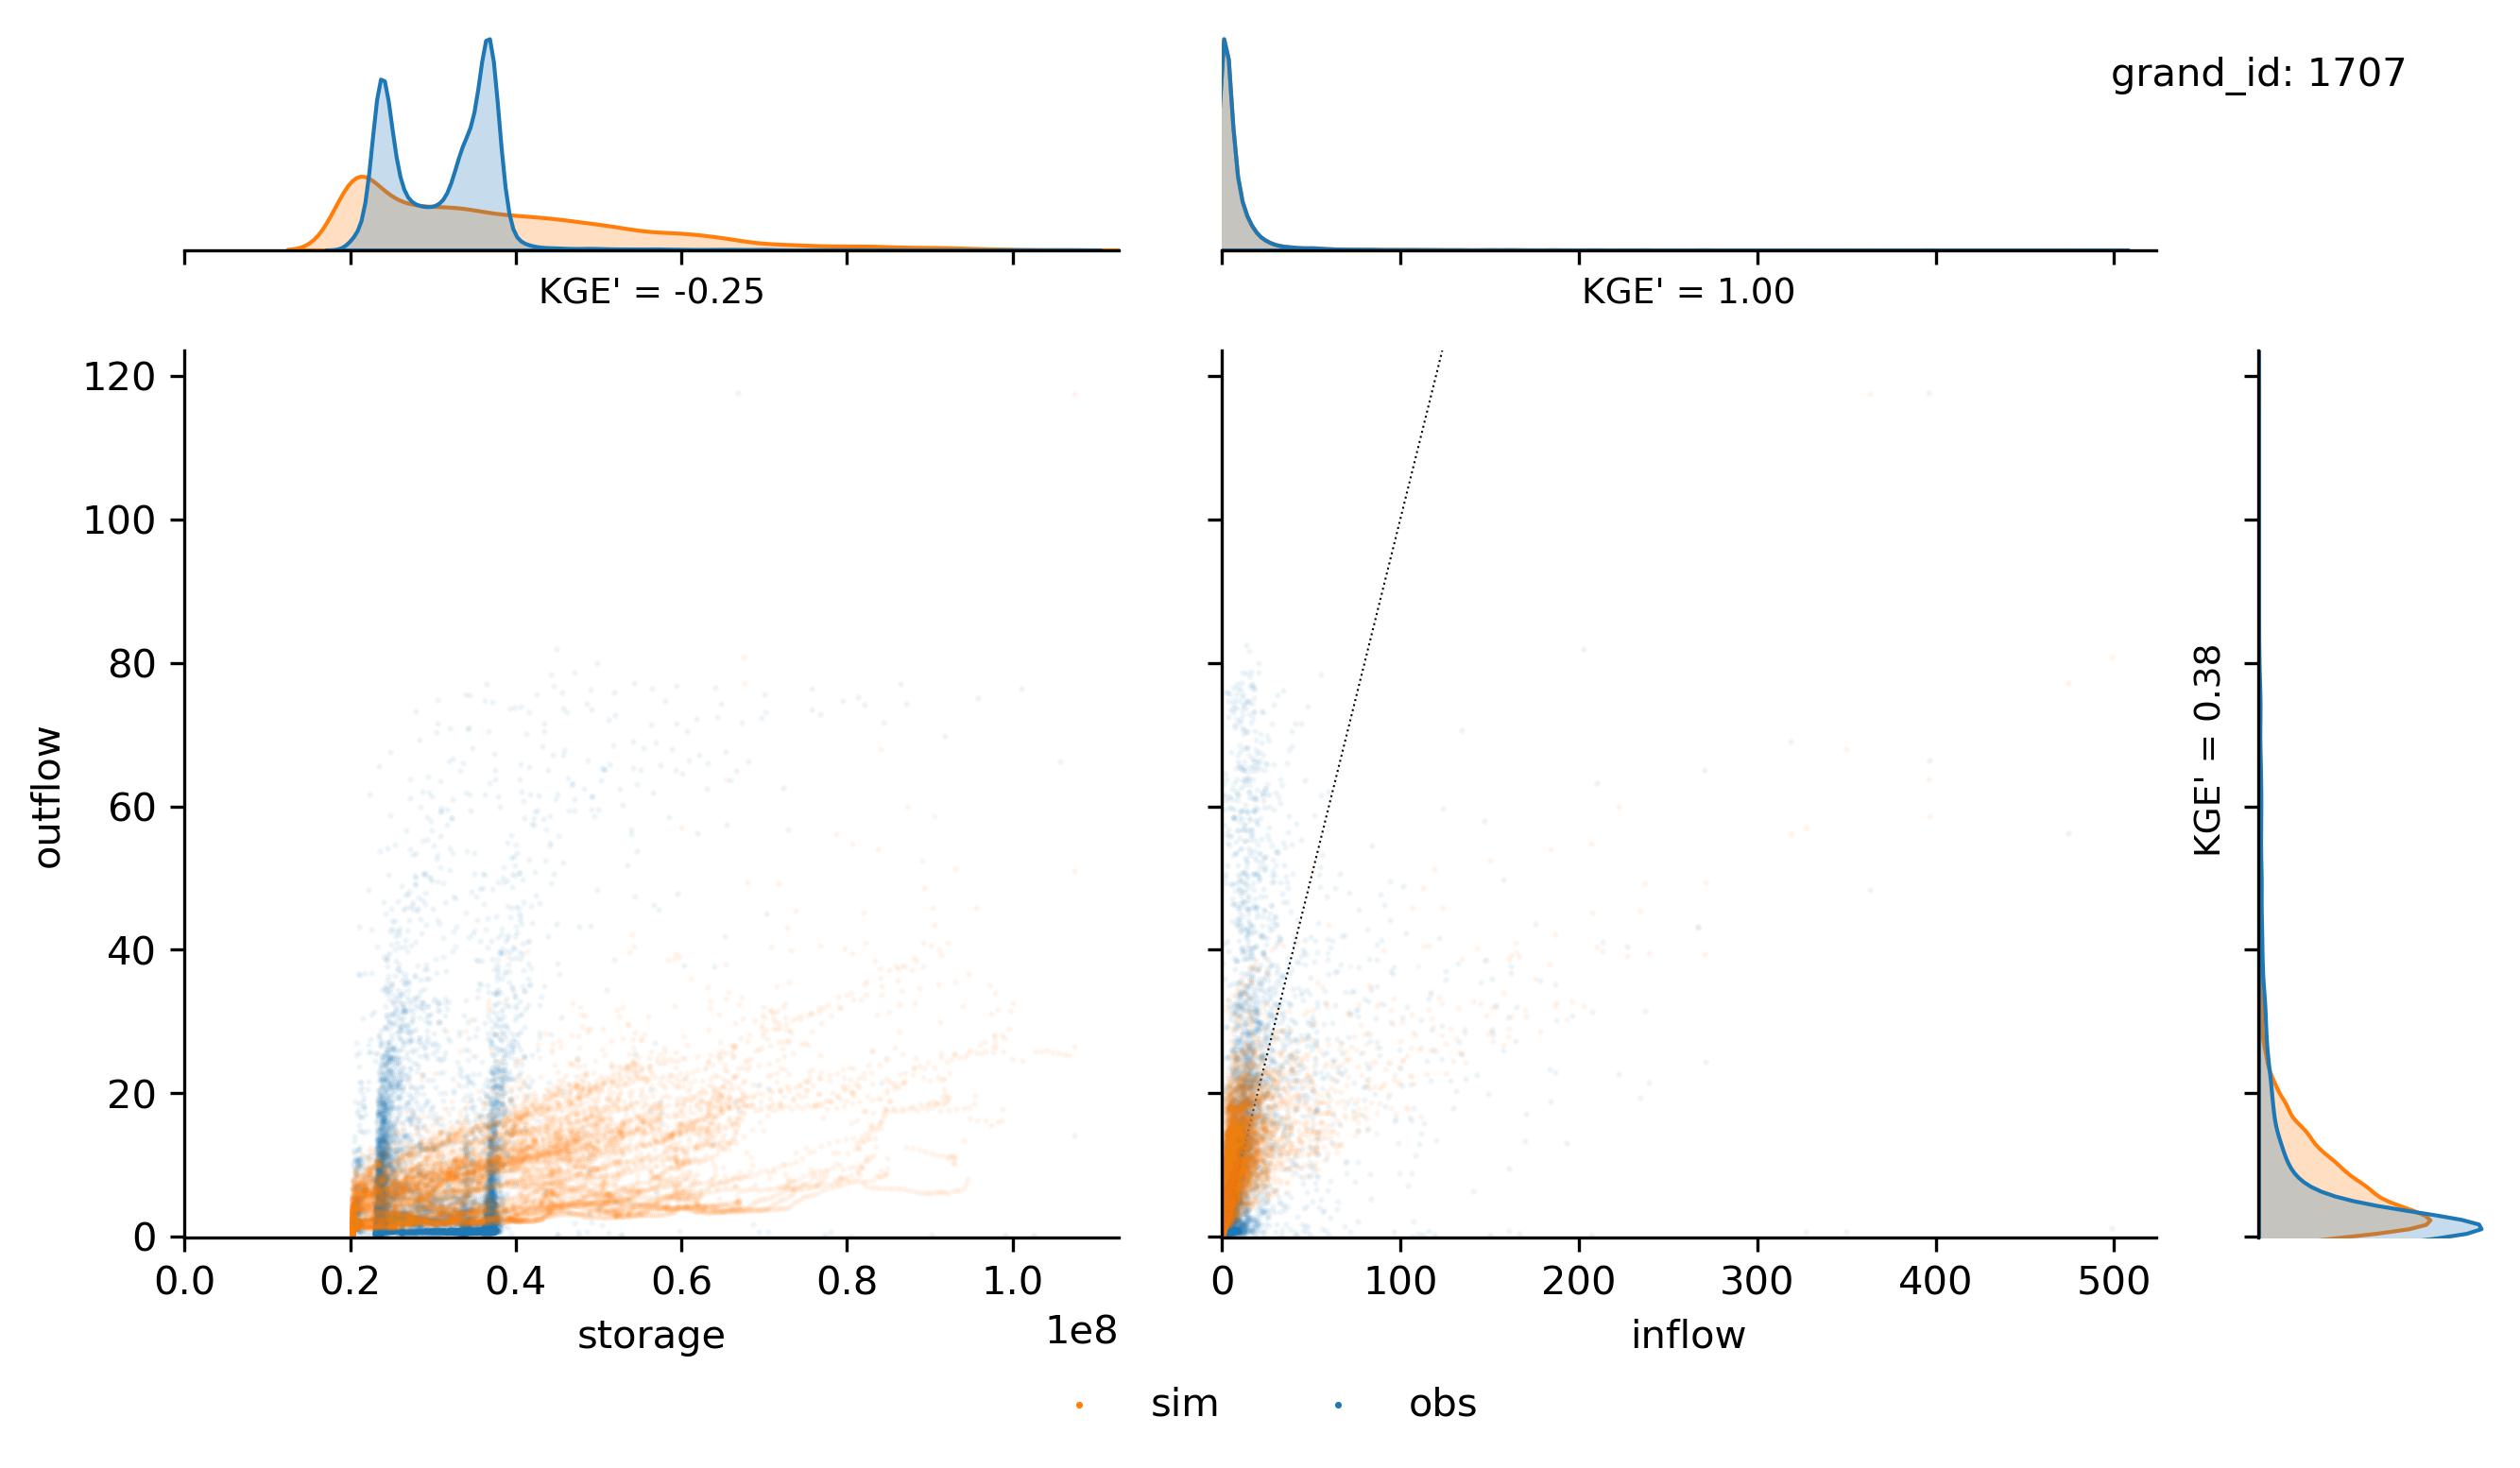 grand_id: 1707
KGE' = -0.25
KGE' = 1.00
120
100
80
60
40
20
0
outflow
KGE' = 0.38
0.0 0.2 0.4 0.6 0.8 1.0
1e8
storage
0 100 200 300 400 500
inflow
sim obs